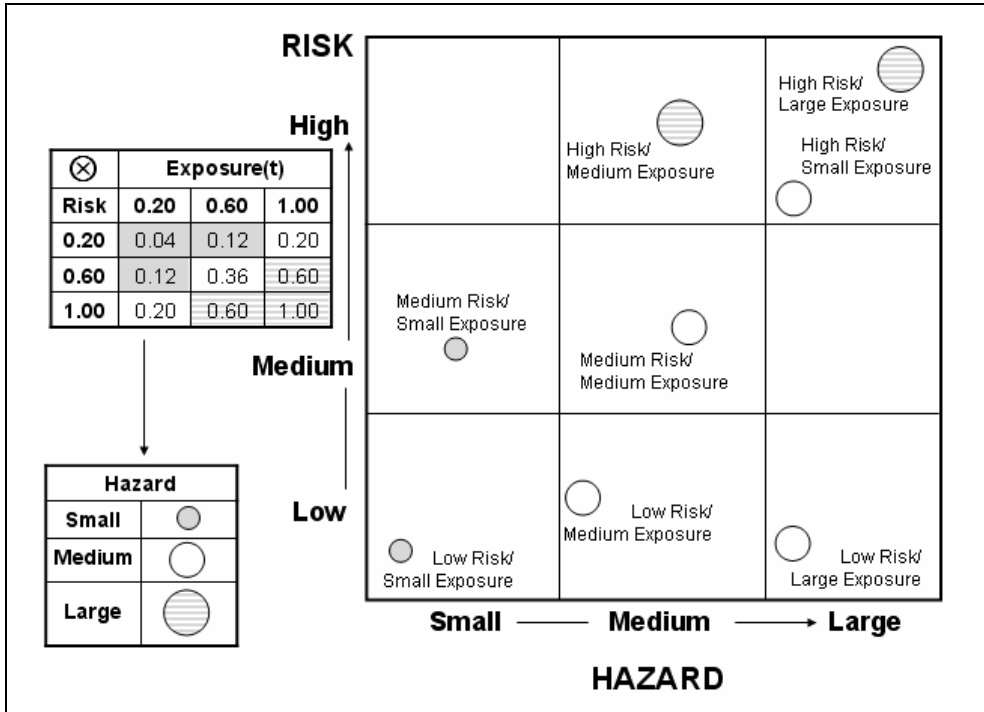 RISK
High
Medium
Low
⊗ Exposure(t)
Risk 0.20 0.60 1.00
0.20 0.04 0.12 0.20
0.60 0.12 0.36 0.60
1.00 0.20 0.60 1.00
Hazard
Small
Medium
Large
High Risk/
Medium Exposure
High Risk/
Large Exposure
High Risk/
Small Exposure
Medium Risk/
Small Exposure
Medium Risk/
Medium Exposure
Low Risk/
Small Exposure
Low Risk/
Medium Exposure
Low Risk/
Large Exposure
Small Medium Large
HAZARD